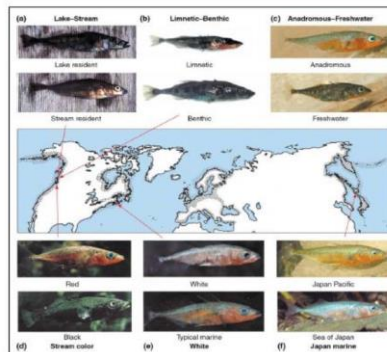 (a) Lake–Stream
(b) Limnetic–Benthic
(c) Anadromous–Freshwater
Lake resident
Limnetic
Anadromous
Stream resident
Benthic
Freshwater
Red
White
Japan Pacific
Black
Typical marine
Sea of Japan
(d) Stream color
(e) White
(f) Japan marine